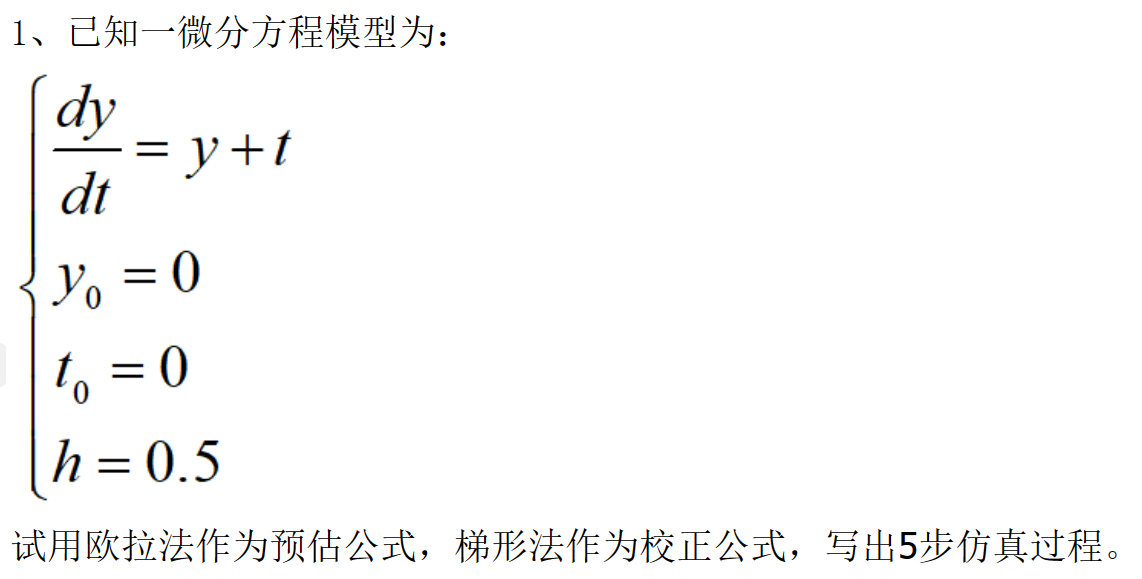 1、已知一微分方程模型为：
dy/dt = y + t
y₀ = 0
t₀ = 0
h = 0.5
试用欧拉法作为预估公式，梯形法作为校正公式，写出5步仿真过程。